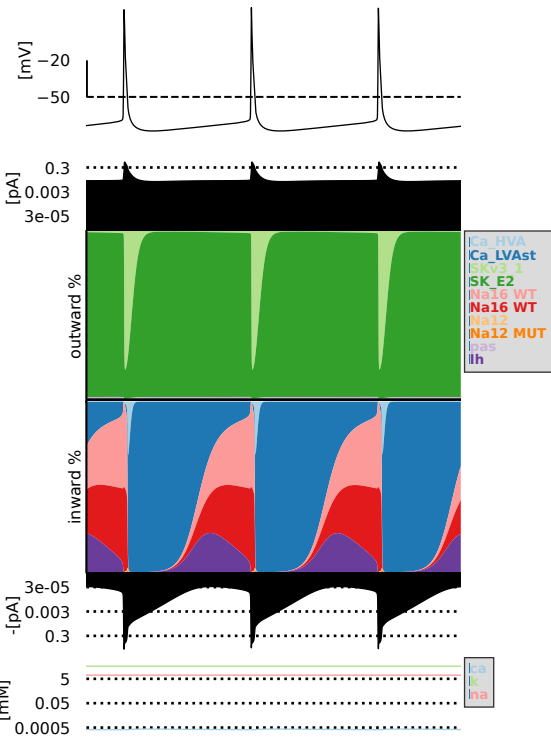 [mV]
−20
−50
[pA]
0.3
0.003
3e-05
outward %
Ca_HVA
Ca_LVAst
SKv3_1
SK_E2
Na16 WT
Na16 WT
Na12
Na12 MUT
pas
Ih
inward %
-[pA]
3e-05
0.003
0.3
[mM]
5
0.05
0.0005
ca
k
na